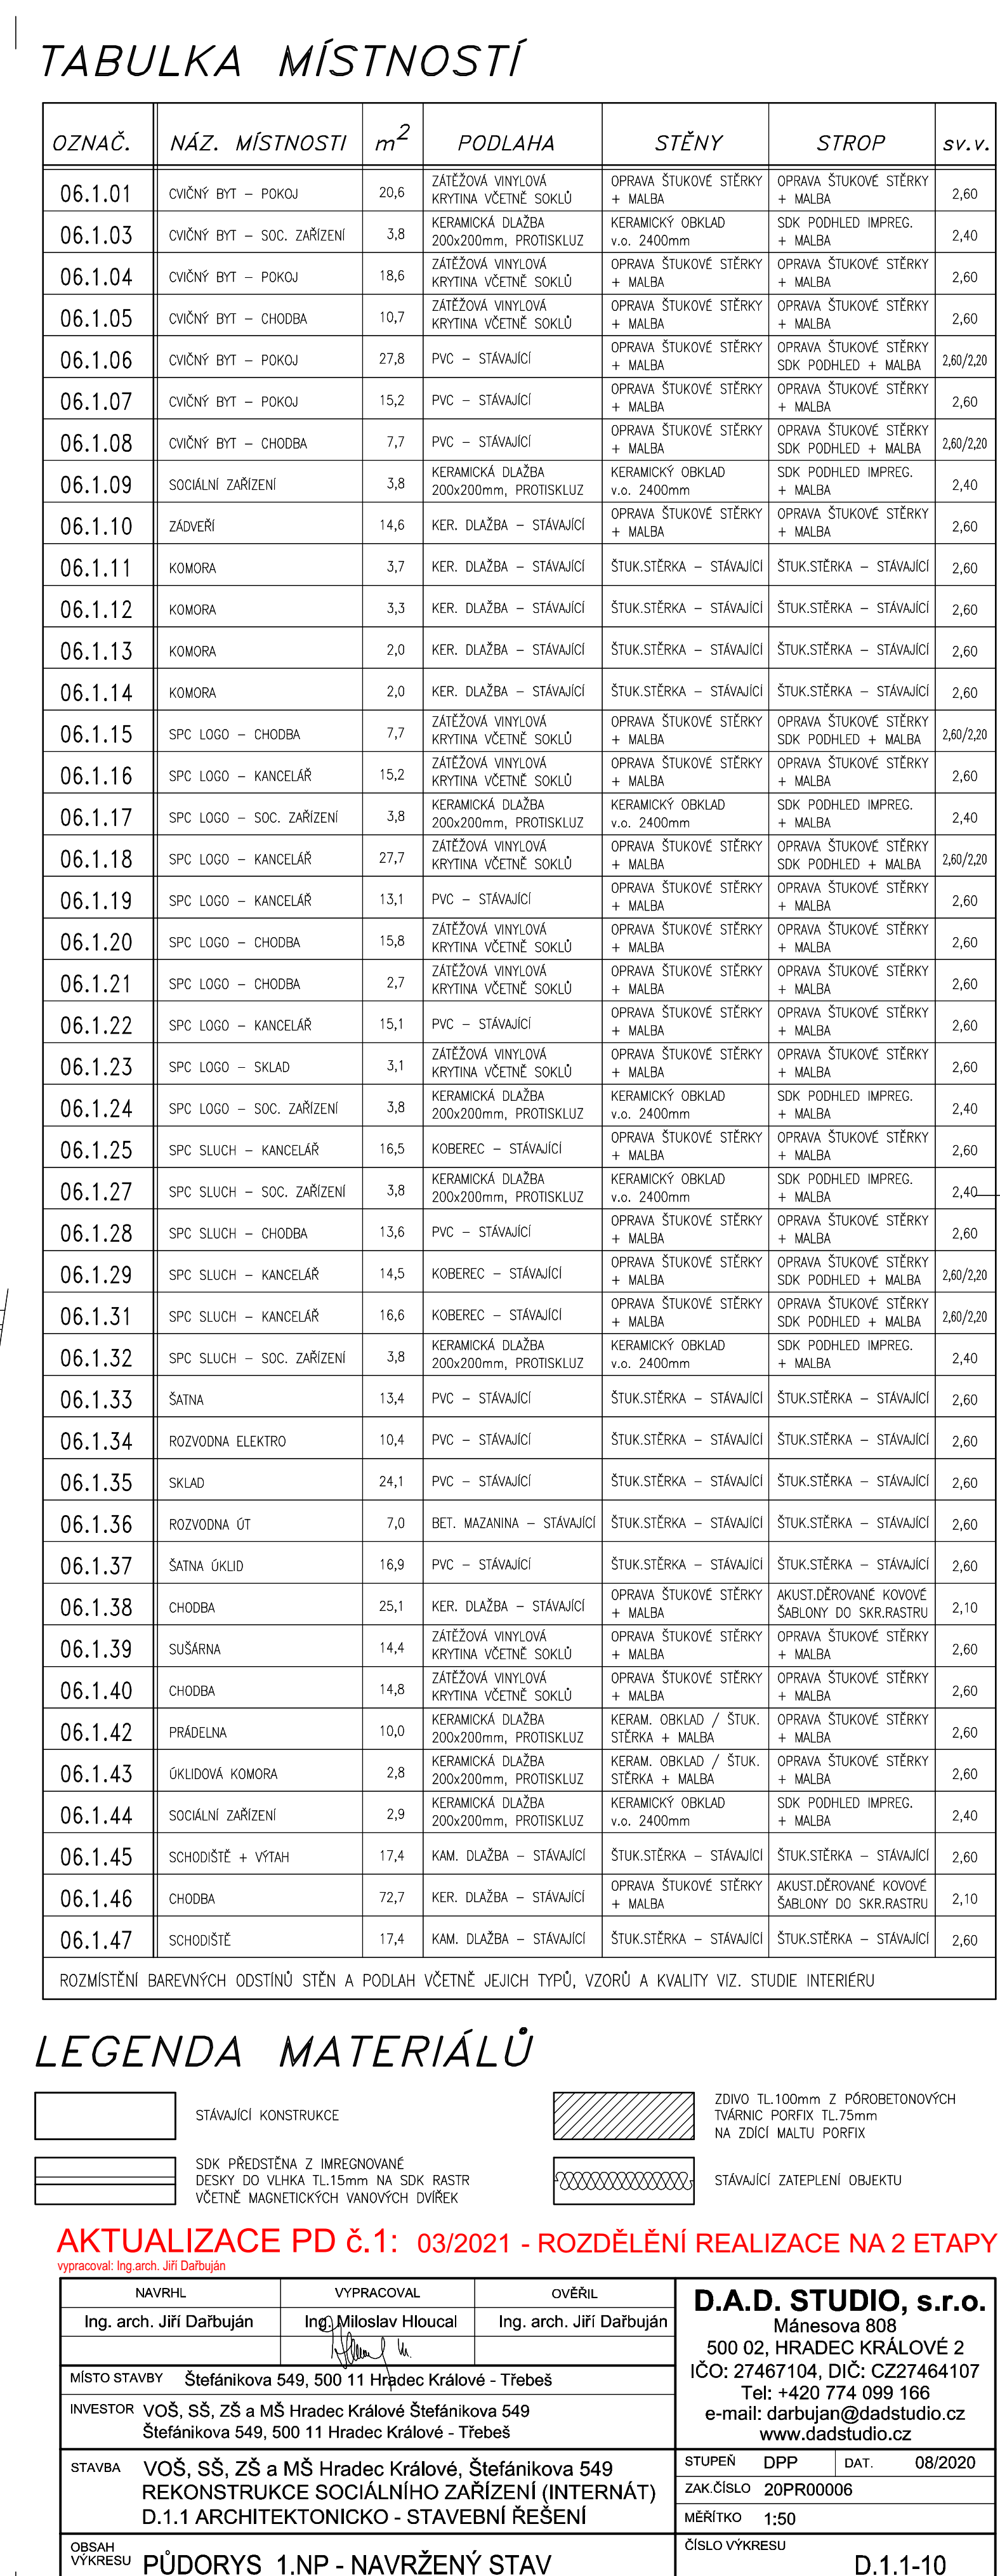 TABULKA MÍSTNOSTÍ
OZNAČ. NÁZ. MÍSTNOSTI m2 PODLAHA STĚNY STROP sv.v.
06.1.01 CVIČNÝ BYT – POKOJ 20,6 ZÁTĚŽOVÁ VINYLOVÁ KRYTINA VČETNĚ SOKLŮ OPRAVA ŠTUKOVÉ STĚRKY + MALBA OPRAVA ŠTUKOVÉ STĚRKY + MALBA 2,60
06.1.03 CVIČNÝ BYT – SOC. ZAŘÍZENÍ 3,8 KERAMICKÁ DLAŽBA 200x200mm, PROTISKLUZ KERAMICKÝ OBKLAD v.o. 2400mm SDK PODHLED IMPREG. + MALBA 2,40
06.1.04 CVIČNÝ BYT – POKOJ 18,6 ZÁTĚŽOVÁ VINYLOVÁ KRYTINA VČETNĚ SOKLŮ OPRAVA ŠTUKOVÉ STĚRKY + MALBA OPRAVA ŠTUKOVÉ STĚRKY + MALBA 2,60
06.1.05 CVIČNÝ BYT – CHODBA 10,7 ZÁTĚŽOVÁ VINYLOVÁ KRYTINA VČETNĚ SOKLŮ OPRAVA ŠTUKOVÉ STĚRKY + MALBA OPRAVA ŠTUKOVÉ STĚRKY + MALBA 2,60
06.1.06 CVIČNÝ BYT – POKOJ 27,8 PVC – STÁVAJÍCÍ OPRAVA ŠTUKOVÉ STĚRKY + MALBA OPRAVA ŠTUKOVÉ STĚRKY SDK PODHLED + MALBA 2,60/2,20
06.1.07 CVIČNÝ BYT – POKOJ 15,2 PVC – STÁVAJÍCÍ OPRAVA ŠTUKOVÉ STĚRKY + MALBA OPRAVA ŠTUKOVÉ STĚRKY + MALBA 2,60
06.1.08 CVIČNÝ BYT – CHODBA 7,7 PVC – STÁVAJÍCÍ OPRAVA ŠTUKOVÉ STĚRKY + MALBA OPRAVA ŠTUKOVÉ STĚRKY SDK PODHLED + MALBA 2,60/2,20
06.1.09 SOCIÁLNÍ ZAŘÍZENÍ 3,8 KERAMICKÁ DLAŽBA 200x200mm, PROTISKLUZ KERAMICKÝ OBKLAD v.o. 2400mm SDK PODHLED IMPREG. + MALBA 2,40
06.1.10 ZÁDVEŘÍ 14,6 KER. DLAŽBA – STÁVAJÍCÍ OPRAVA ŠTUKOVÉ STĚRKY + MALBA OPRAVA ŠTUKOVÉ STĚRKY + MALBA 2,60
06.1.11 KOMORA 3,7 KER. DLAŽBA – STÁVAJÍCÍ ŠTUK.STĚRKA – STÁVAJÍCÍ ŠTUK.STĚRKA – STÁVAJÍCÍ 2,60
06.1.12 KOMORA 3,3 KER. DLAŽBA – STÁVAJÍCÍ ŠTUK.STĚRKA – STÁVAJÍCÍ ŠTUK.STĚRKA – STÁVAJÍCÍ 2,60
06.1.13 KOMORA 2,0 KER. DLAŽBA – STÁVAJÍCÍ ŠTUK.STĚRKA – STÁVAJÍCÍ ŠTUK.STĚRKA – STÁVAJÍCÍ 2,60
06.1.14 KOMORA 2,0 KER. DLAŽBA – STÁVAJÍCÍ ŠTUK.STĚRKA – STÁVAJÍCÍ ŠTUK.STĚRKA – STÁVAJÍCÍ 2,60
06.1.15 SPC LOGO – CHODBA 7,7 ZÁTĚŽOVÁ VINYLOVÁ KRYTINA VČETNĚ SOKLŮ OPRAVA ŠTUKOVÉ STĚRKY + MALBA OPRAVA ŠTUKOVÉ STĚRKY SDK PODHLED + MALBA 2,60/2,20
06.1.16 SPC LOGO – KANCELÁŘ 15,2 ZÁTĚŽOVÁ VINYLOVÁ KRYTINA VČETNĚ SOKLŮ OPRAVA ŠTUKOVÉ STĚRKY + MALBA OPRAVA ŠTUKOVÉ STĚRKY + MALBA 2,60
06.1.17 SPC LOGO – SOC. ZAŘÍZENÍ 3,8 KERAMICKÁ DLAŽBA 200x200mm, PROTISKLUZ KERAMICKÝ OBKLAD v.o. 2400mm SDK PODHLED IMPREG. + MALBA 2,40
06.1.18 SPC LOGO – KANCELÁŘ 27,7 ZÁTĚŽOVÁ VINYLOVÁ KRYTINA VČETNĚ SOKLŮ OPRAVA ŠTUKOVÉ STĚRKY + MALBA OPRAVA ŠTUKOVÉ STĚRKY SDK PODHLED + MALBA 2,60/2,20
06.1.19 SPC LOGO – KANCELÁŘ 13,1 PVC – STÁVAJÍCÍ OPRAVA ŠTUKOVÉ STĚRKY + MALBA OPRAVA ŠTUKOVÉ STĚRKY + MALBA 2,60
06.1.20 SPC LOGO – CHODBA 15,8 ZÁTĚŽOVÁ VINYLOVÁ KRYTINA VČETNĚ SOKLŮ OPRAVA ŠTUKOVÉ STĚRKY + MALBA OPRAVA ŠTUKOVÉ STĚRKY + MALBA 2,60
06.1.21 SPC LOGO – CHODBA 2,7 ZÁTĚŽOVÁ VINYLOVÁ KRYTINA VČETNĚ SOKLŮ OPRAVA ŠTUKOVÉ STĚRKY + MALBA OPRAVA ŠTUKOVÉ STĚRKY + MALBA 2,60
06.1.22 SPC LOGO – KANCELÁŘ 15,1 PVC – STÁVAJÍCÍ OPRAVA ŠTUKOVÉ STĚRKY + MALBA OPRAVA ŠTUKOVÉ STĚRKY + MALBA 2,60
06.1.23 SPC LOGO – SKLAD 3,1 ZÁTĚŽOVÁ VINYLOVÁ KRYTINA VČETNĚ SOKLŮ OPRAVA ŠTUKOVÉ STĚRKY + MALBA OPRAVA ŠTUKOVÉ STĚRKY + MALBA 2,60
06.1.24 SPC LOGO – SOC. ZAŘÍZENÍ 3,8 KERAMICKÁ DLAŽBA 200x200mm, PROTISKLUZ KERAMICKÝ OBKLAD v.o. 2400mm SDK PODHLED IMPREG. + MALBA 2,40
06.1.25 SPC SLUCH – KANCELÁŘ 16,5 KOBEREC – STÁVAJÍCÍ OPRAVA ŠTUKOVÉ STĚRKY + MALBA OPRAVA ŠTUKOVÉ STĚRKY + MALBA 2,60
06.1.27 SPC SLUCH – SOC. ZAŘÍZENÍ 3,8 KERAMICKÁ DLAŽBA 200x200mm, PROTISKLUZ KERAMICKÝ OBKLAD v.o. 2400mm SDK PODHLED IMPREG. + MALBA 2,40
06.1.28 SPC SLUCH – CHODBA 13,6 PVC – STÁVAJÍCÍ OPRAVA ŠTUKOVÉ STĚRKY + MALBA OPRAVA ŠTUKOVÉ STĚRKY + MALBA 2,60
06.1.29 SPC SLUCH – KANCELÁŘ 14,5 KOBEREC – STÁVAJÍCÍ OPRAVA ŠTUKOVÉ STĚRKY + MALBA OPRAVA ŠTUKOVÉ STĚRKY SDK PODHLED + MALBA 2,60/2,20
06.1.31 SPC SLUCH – KANCELÁŘ 16,6 KOBEREC – STÁVAJÍCÍ OPRAVA ŠTUKOVÉ STĚRKY + MALBA OPRAVA ŠTUKOVÉ STĚRKY SDK PODHLED + MALBA 2,60/2,20
06.1.32 SPC SLUCH – SOC. ZAŘÍZENÍ 3,8 KERAMICKÁ DLAŽBA 200x200mm, PROTISKLUZ KERAMICKÝ OBKLAD v.o. 2400mm SDK PODHLED IMPREG. + MALBA 2,40
06.1.33 ŠATNA 13,4 PVC – STÁVAJÍCÍ ŠTUK.STĚRKA – STÁVAJÍCÍ ŠTUK.STĚRKA – STÁVAJÍCÍ 2,60
06.1.34 ROZVODNA ELEKTRO 10,4 PVC – STÁVAJÍCÍ ŠTUK.STĚRKA – STÁVAJÍCÍ ŠTUK.STĚRKA – STÁVAJÍCÍ 2,60
06.1.35 SKLAD 24,1 PVC – STÁVAJÍCÍ ŠTUK.STĚRKA – STÁVAJÍCÍ ŠTUK.STĚRKA – STÁVAJÍCÍ 2,60
06.1.36 ROZVODNA ÚT 7,0 BET. MAZANINA – STÁVAJÍCÍ ŠTUK.STĚRKA – STÁVAJÍCÍ ŠTUK.STĚRKA – STÁVAJÍCÍ 2,60
06.1.37 ŠATNA ÚKLID 16,9 PVC – STÁVAJÍCÍ ŠTUK.STĚRKA – STÁVAJÍCÍ ŠTUK.STĚRKA – STÁVAJÍCÍ 2,60
06.1.38 CHODBA 25,1 KER. DLAŽBA – STÁVAJÍCÍ OPRAVA ŠTUKOVÉ STĚRKY + MALBA AKUST.DĚROVANÉ KOVOVÉ ŠABLONY DO SKR.RASTRU 2,10
06.1.39 SUŠÁRNA 14,4 ZÁTĚŽOVÁ VINYLOVÁ KRYTINA VČETNĚ SOKLŮ OPRAVA ŠTUKOVÉ STĚRKY + MALBA OPRAVA ŠTUKOVÉ STĚRKY + MALBA 2,60
06.1.40 CHODBA 14,8 ZÁTĚŽOVÁ VINYLOVÁ KRYTINA VČETNĚ SOKLŮ OPRAVA ŠTUKOVÉ STĚRKY + MALBA OPRAVA ŠTUKOVÉ STĚRKY + MALBA 2,60
06.1.42 PRÁDELNA 10,0 KERAMICKÁ DLAŽBA 200x200mm, PROTISKLUZ KERAM. OBKLAD / ŠTUK. STĚRKA + MALBA OPRAVA ŠTUKOVÉ STĚRKY + MALBA 2,60
06.1.43 ÚKLIDOVÁ KOMORA 2,8 KERAMICKÁ DLAŽBA 200x200mm, PROTISKLUZ KERAM. OBKLAD / ŠTUK. STĚRKA + MALBA OPRAVA ŠTUKOVÉ STĚRKY + MALBA 2,60
06.1.44 SOCIÁLNÍ ZAŘÍZENÍ 2,9 KERAMICKÁ DLAŽBA 200x200mm, PROTISKLUZ KERAMICKÝ OBKLAD v.o. 2400mm SDK PODHLED IMPREG. + MALBA 2,40
06.1.45 SCHODIŠTĚ + VÝTAH 17,4 KAM. DLAŽBA – STÁVAJÍCÍ ŠTUK.STĚRKA – STÁVAJÍCÍ ŠTUK.STĚRKA – STÁVAJÍCÍ 2,60
06.1.46 CHODBA 72,7 KER. DLAŽBA – STÁVAJÍCÍ OPRAVA ŠTUKOVÉ STĚRKY + MALBA AKUST.DĚROVANÉ KOVOVÉ ŠABLONY DO SKR.RASTRU 2,10
06.1.47 SCHODIŠTĚ 17,4 KAM. DLAŽBA – STÁVAJÍCÍ ŠTUK.STĚRKA – STÁVAJÍCÍ ŠTUK.STĚRKA – STÁVAJÍCÍ 2,60
ROZMÍSTĚNÍ BAREVNÝCH ODSTÍNŮ STĚN A PODLAH VČETNĚ JEJICH TYPŮ, VZORŮ A KVALITY VIZ. STUDIE INTERIÉRU
LEGENDA MATERIÁLŮ
STÁVAJÍCÍ KONSTRUKCE
ZDIVO TL.100mm Z PÓROBETONOVÝCH
TVÁRNIC PORFIX TL.75mm
NA ZDÍCÍ MALTU PORFIX
SDK PŘEDSTĚNA Z IMREGNOVANÉ
DESKY DO VLHKA TL.15mm NA SDK RASTR
VČETNĚ MAGNETICKÝCH VANOVÝCH DVÍŘEK
STÁVAJÍCÍ ZATEPLENÍ OBJEKTU
AKTUALIZACE PD č.1: 03/2021 - ROZDĚLĚNÍ REALIZACE NA 2 ETAPY
vypracoval: Ing.arch. Jiří Dařbuján
NAVRHL VYPRACOVAL OVĚŘIL
Ing. arch. Jiří Dařbuján Ing. Miloslav Hloucal Ing. arch. Jiří Dařbuján
D.A.D. STUDIO, s.r.o.
Mánesova 808
500 02, HRADEC KRÁLOVÉ 2
IČO: 27467104, DIČ: CZ27464107
Tel: +420 774 099 166
e-mail: darbujan@dadstudio.cz
www.dadstudio.cz
MÍSTO STAVBY Štefánikova 549, 500 11 Hradec Králové - Třebeš
INVESTOR VOŠ, SŠ, ZŠ a MŠ Hradec Králové Štefánikova 549
Štefánikova 549, 500 11 Hradec Králové - Třebeš
STAVBA VOŠ, SŠ, ZŠ a MŠ Hradec Králové, Štefánikova 549
REKONSTRUKCE SOCIÁLNÍHO ZAŘÍZENÍ (INTERNÁT)
D.1.1 ARCHITEKTONICKO - STAVEBNÍ ŘEŠENÍ
STUPEŇ DPP DAT. 08/2020
ZAK.ČÍSLO 20PR00006
MĚŘÍTKO 1:50
OBSAH
VÝKRESU PŮDORYS 1.NP - NAVRŽENÝ STAV
ČÍSLO VÝKRESU
D.1.1-10